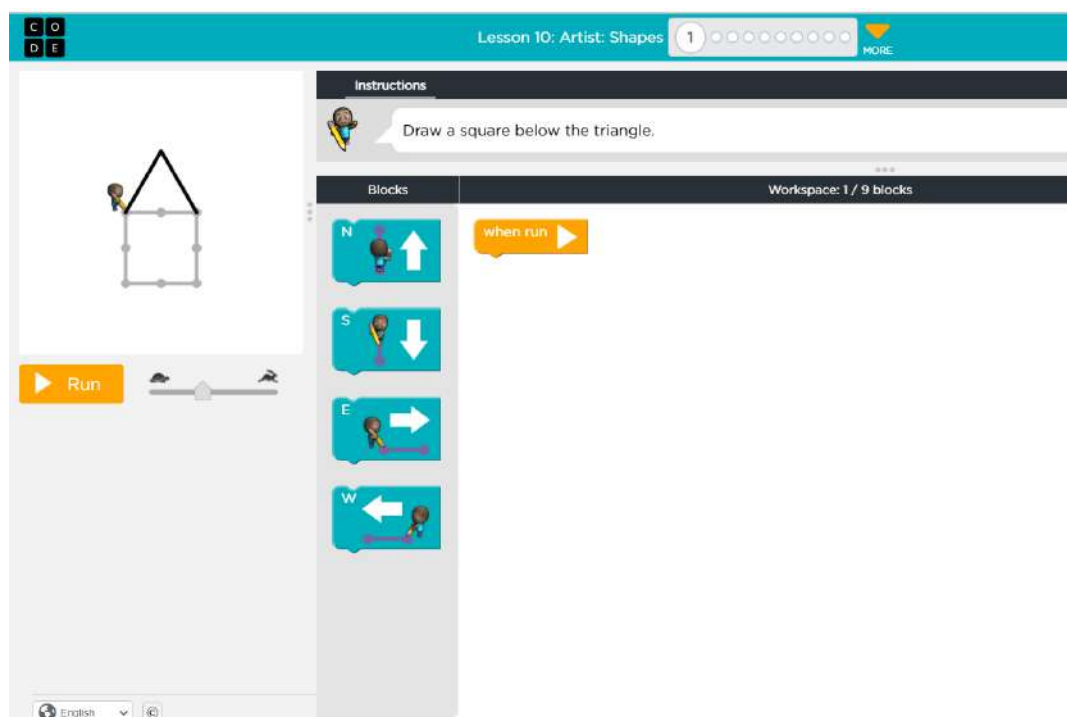 C O
D E
Lesson 10: Artist: Shapes
1
MORE
Instructions
Draw a square below the triangle.
Blocks
Workspace: 1 / 9 blocks
N
when run
S
E
W
Run
English
©